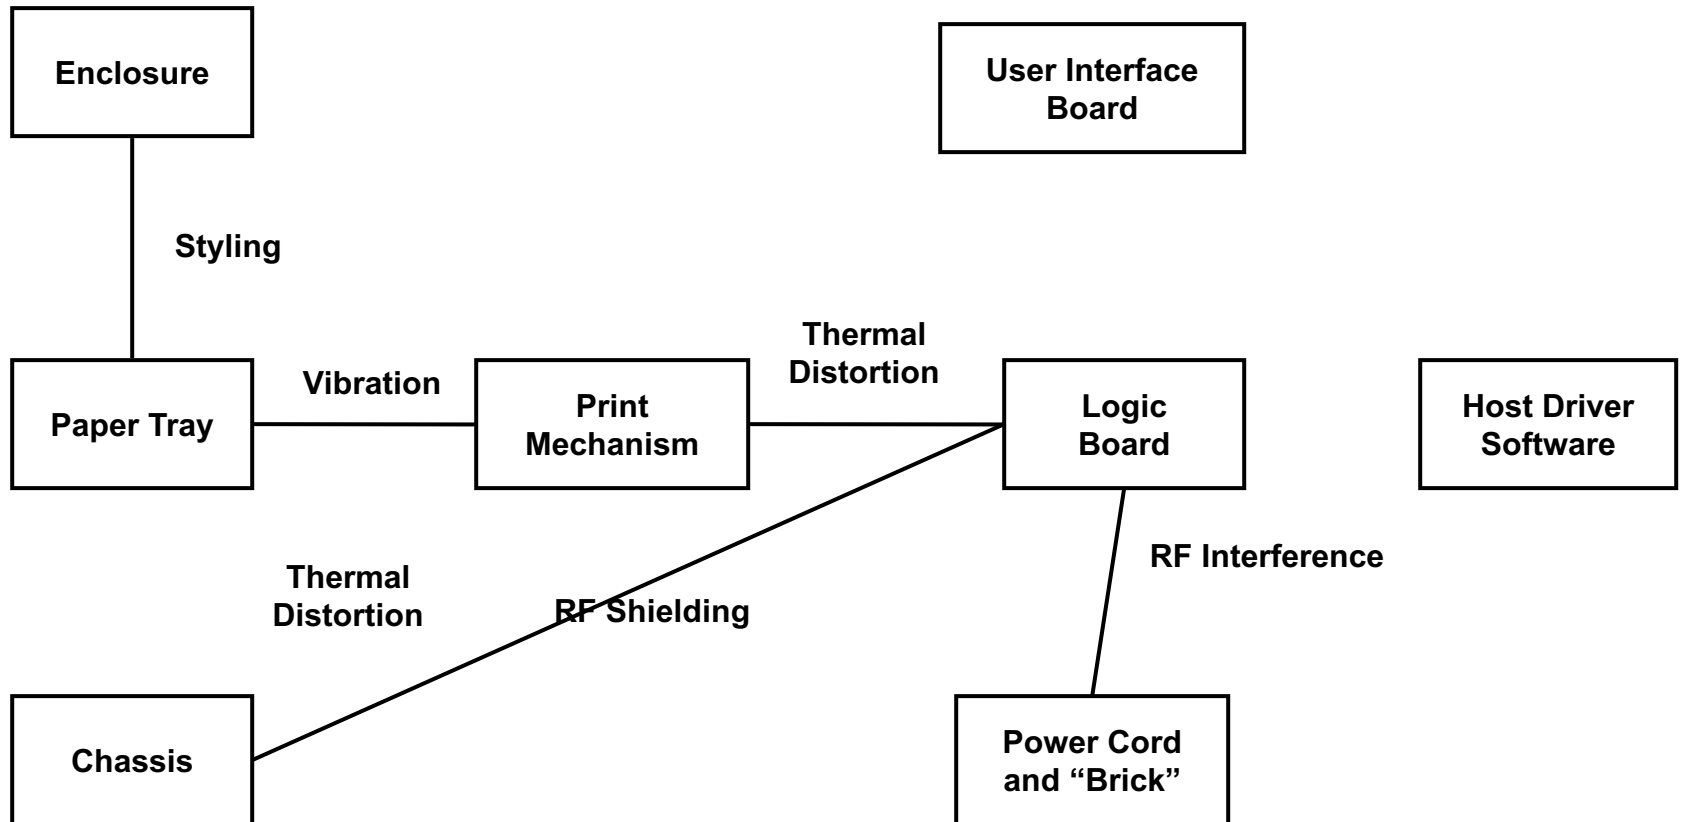 Enclosure
User Interface
Board
Styling
Thermal
Distortion
Vibration
Paper Tray
Print
Mechanism
Logic
Board
Host Driver
Software
RF Interference
Thermal
Distortion
RF Shielding
Chassis
Power Cord
and “Brick”